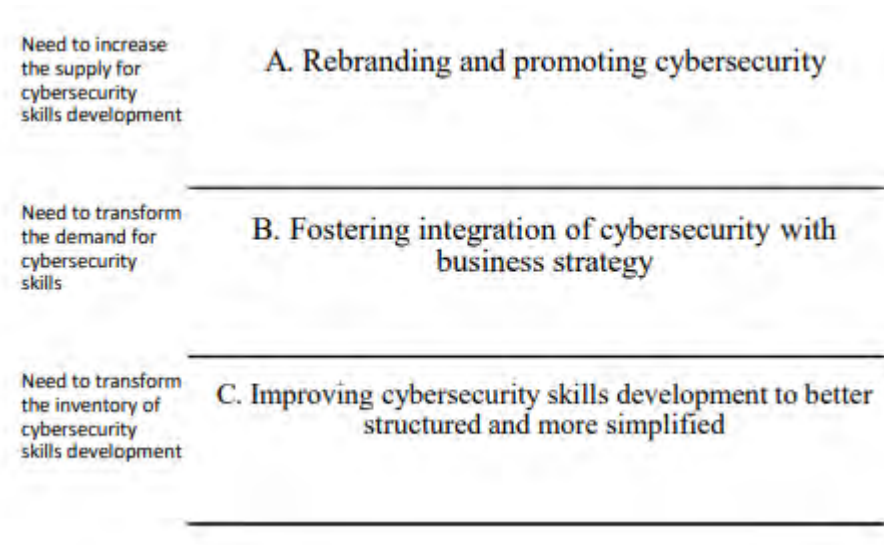 Need to increase
the supply for
cybersecurity
skills development
A. Rebranding and promoting cybersecurity
Need to transform
the demand for
cybersecurity
skills
B. Fostering integration of cybersecurity with
business strategy
Need to transform
the inventory of
cybersecurity
skills development
C. Improving cybersecurity skills development to better
structured and more simplified